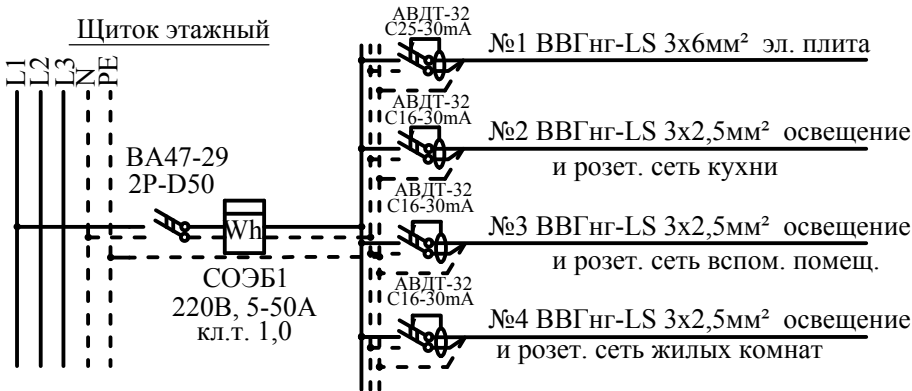 Щиток этажный
L1
L2
L3
N
PE
ВА47-29
2Р-D50
Wh
СОЭБ1
220В, 5-50А
кл.т. 1,0
АВДТ-32
С25-30mA
№1 ВВГнг-LS 3х6мм² эл. плита
АВДТ-32
С16-30mA
№2 ВВГнг-LS 3х2,5мм² освещение
и розет. сеть кухни
АВДТ-32
С16-30mA
№3 ВВГнг-LS 3х2,5мм² освещение
и розет. сеть вспом. помещ.
АВДТ-32
С16-30mA
№4 ВВГнг-LS 3х2,5мм² освещение
и розет. сеть жилых комнат